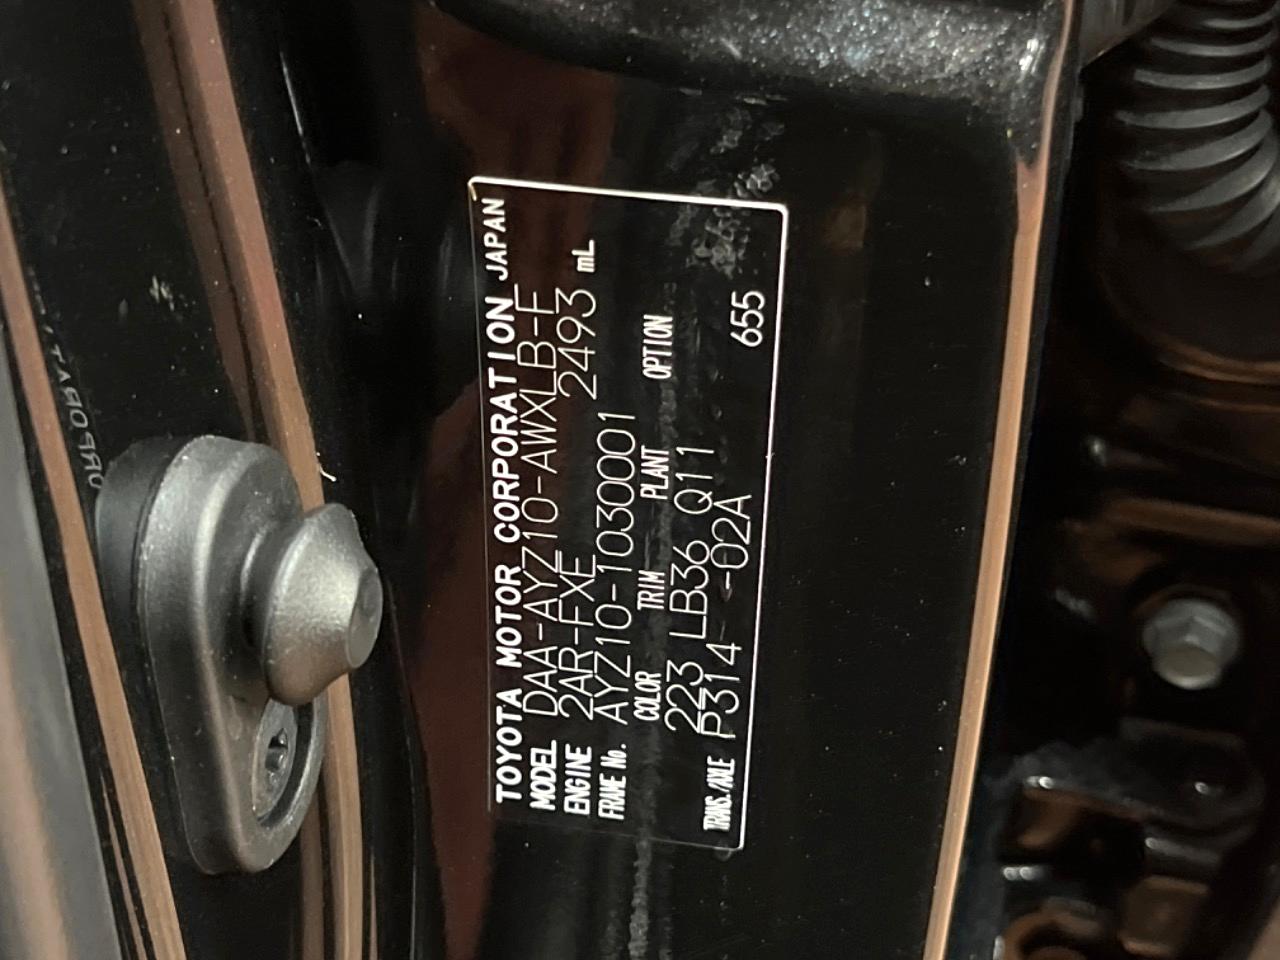 TOYOTA MOTOR CORPORATION JAPAN
MODEL DAA-AYZ10-AWXLB-F
ENGINE 2AR-FXE 2493 mL
FRAME No. AYZ10-1030001
COLOR TRIM PLANT OPTION
223 LB36 Q11
TRANS./AXLE P314 -02A 655